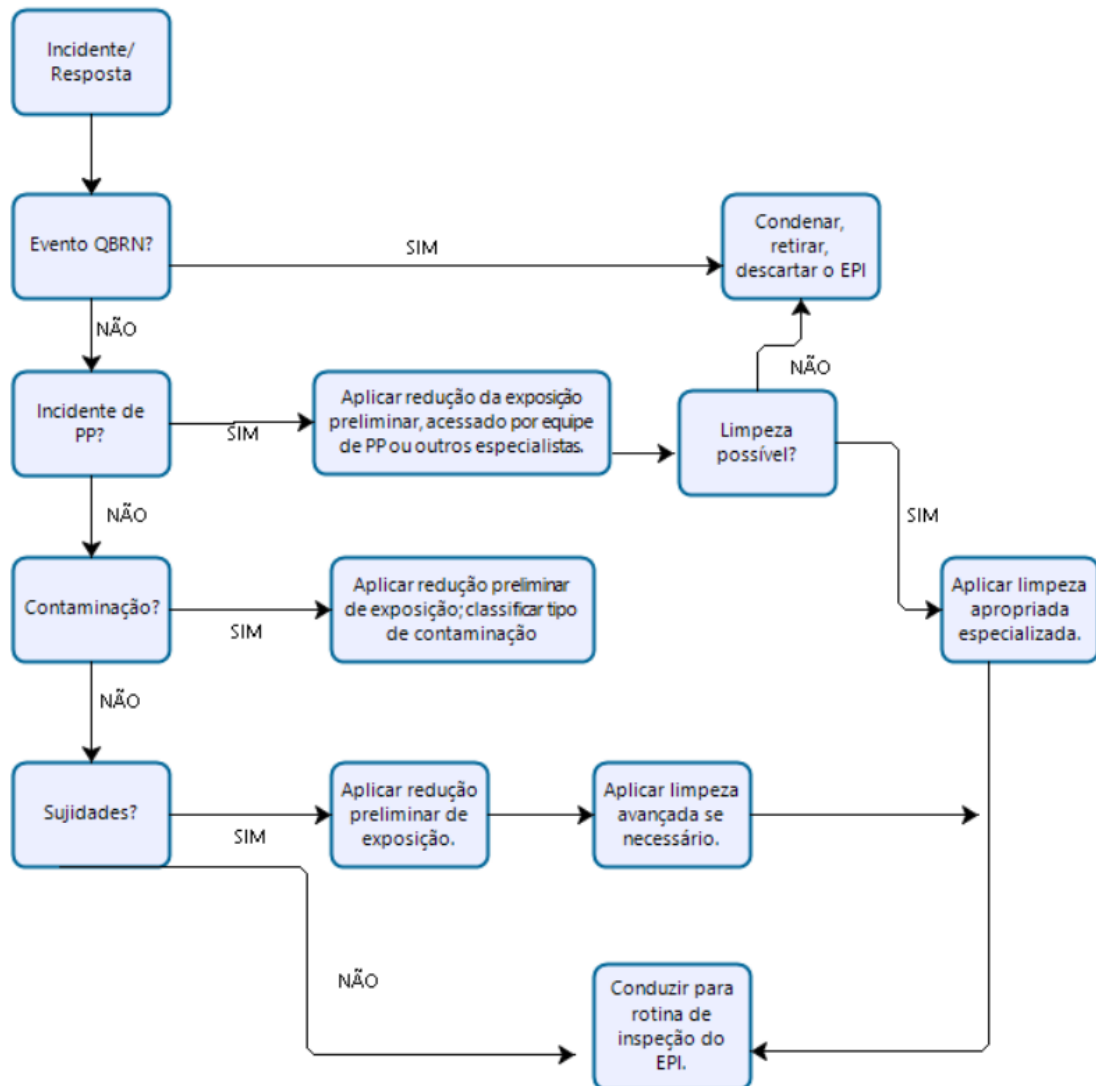 Incidente/
Resposta
Evento QBRN?
SIM
Condenar,
retirar,
descartar o EPI
NÃO
NÃO
Incidente de
PP?
SIM
Aplicar redução da exposição
preliminar, acessado por equipe
de PP ou outros especialistas.
Limpeza
possível?
SIM
NÃO
Contaminação?
SIM
Aplicar redução preliminar
de exposição; classificar tipo
de contaminação
Aplicar limpeza
apropriada
especializada.
NÃO
Sujidades?
SIM
Aplicar redução
preliminar de
exposição.
Aplicar limpeza
avançada se
necessário.
NÃO
Conduzir para
rotina de
inspeção do
EPI.